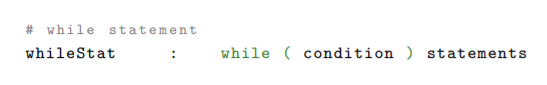 # while statement
whileStat : while ( condition ) statements